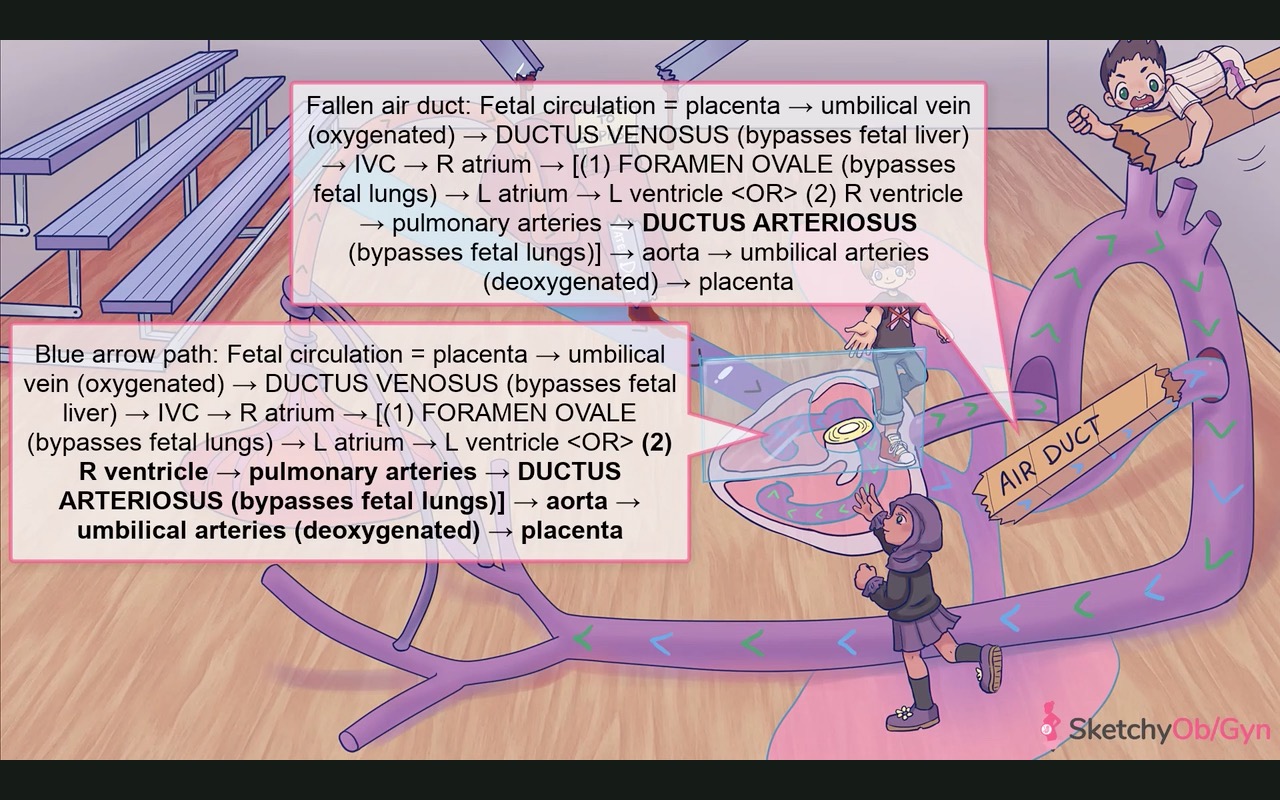 Fallen air duct: Fetal circulation = placenta → umbilical vein
(oxygenated) → DUCTUS VENOSUS (bypasses fetal liver)
→ IVC → R atrium → [(1) FORAMEN OVALE (bypasses
fetal lungs) → L atrium → L ventricle <OR> (2) R ventricle
→ pulmonary arteries → DUCTUS ARTERIOSUS
(bypasses fetal lungs)] → aorta → umbilical arteries
(deoxygenated) → placenta
Blue arrow path: Fetal circulation = placenta → umbilical
vein (oxygenated) → DUCTUS VENOSUS (bypasses fetal
liver) → IVC → R atrium → [(1) FORAMEN OVALE
(bypasses fetal lungs) → L atrium → L ventricle <OR> (2)
R ventricle → pulmonary arteries → DUCTUS
ARTERIOSUS (bypasses fetal lungs)] → aorta →
umbilical arteries (deoxygenated) → placenta
AIR DUCT
SketchyOb/Gyn